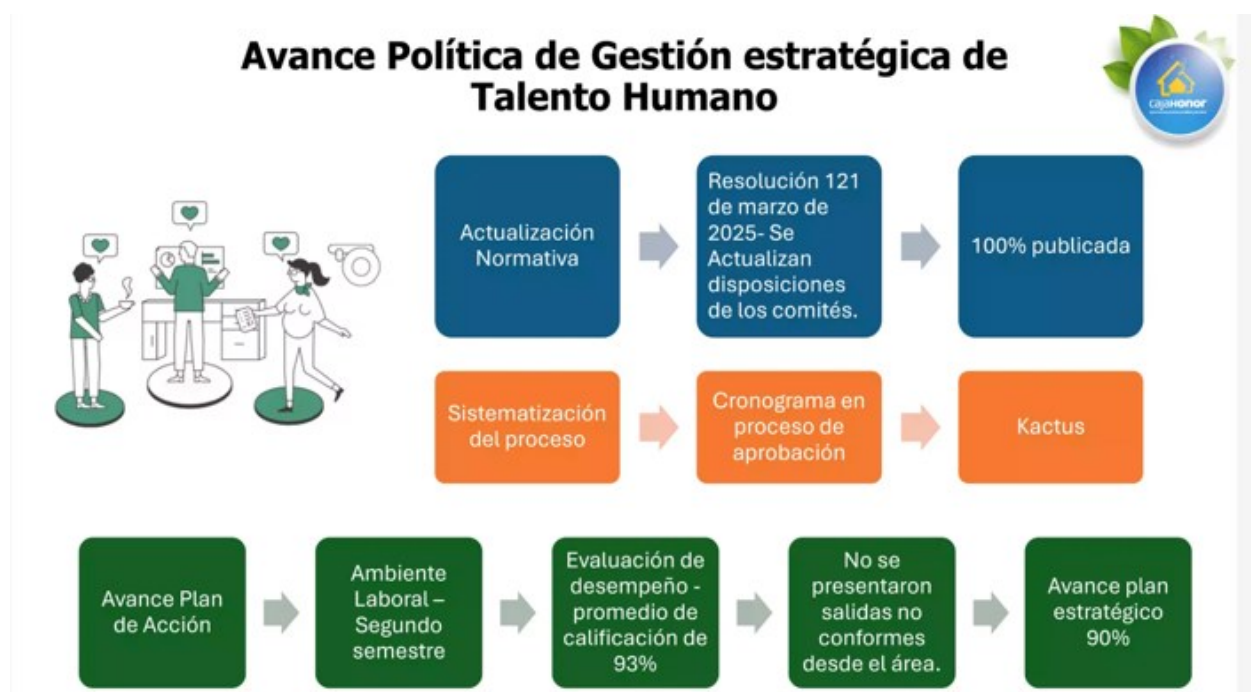 Avance Política de Gestión estratégica de
Talento Humano
CajaHonor
Actualización
Normativa
Resolución 121
de marzo de
2025- Se
Actualizan
disposiciones
de los comités.
100% publicada
Sistematización
del proceso
Cronograma en
proceso de
aprobación
Kactus
Avance Plan
de Acción
Ambiente
Laboral –
Segundo
semestre
Evaluación de
desempeño -
promedio de
calificación de
93%
No se
presentaron
salidas no
conformes
desde el área.
Avance plan
estratégico
90%